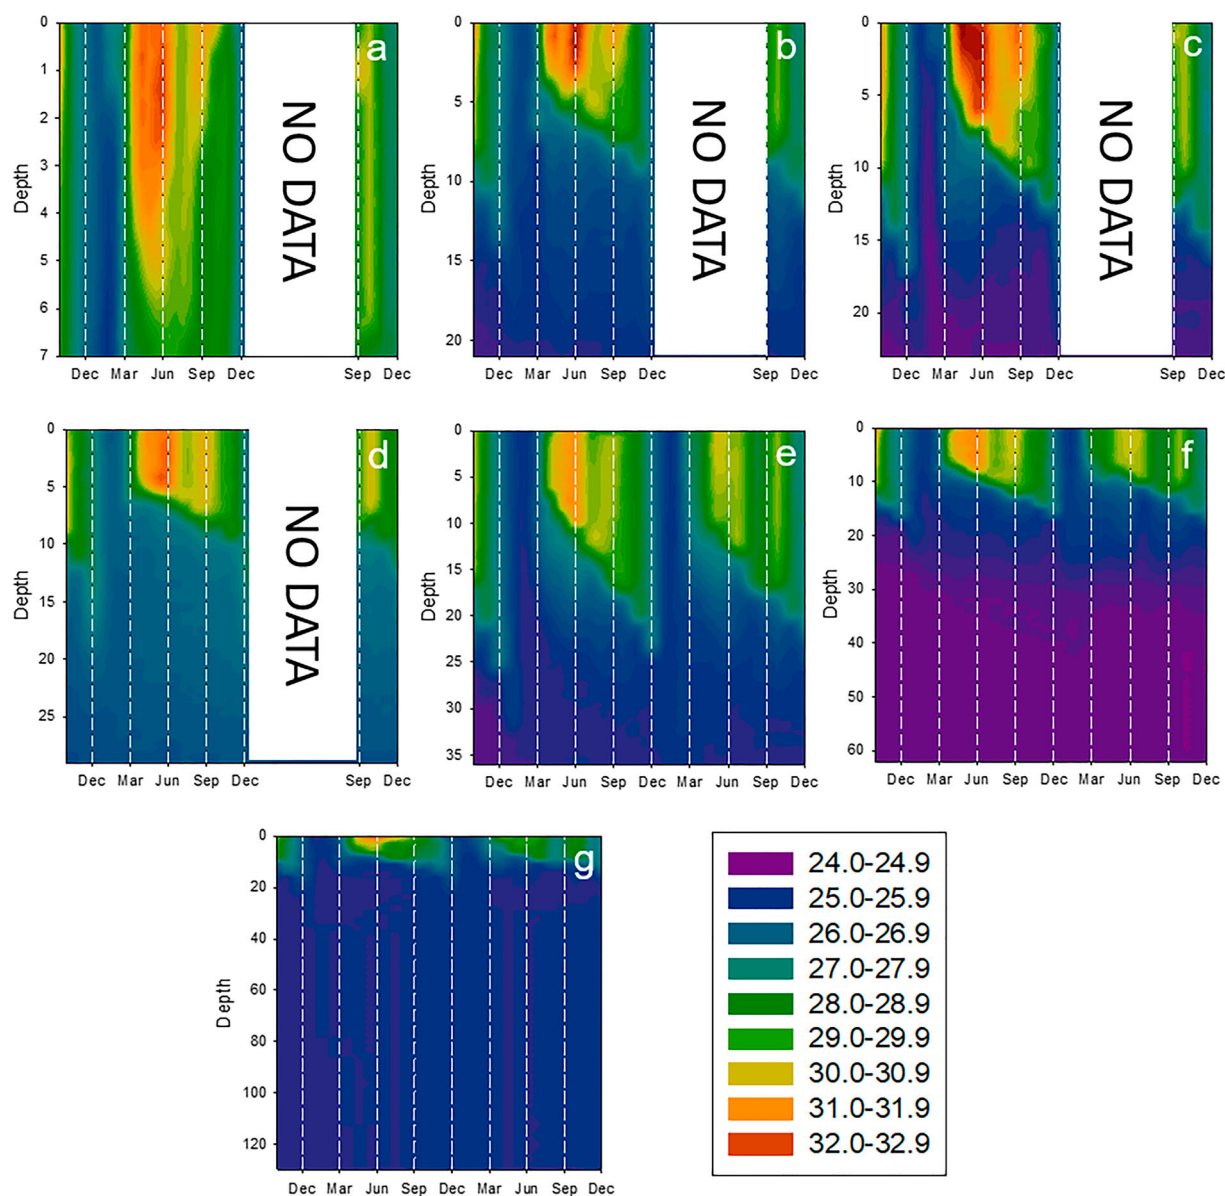 a
0
1
2
3
4
5
6
7
Depth
NO DATA
Dec Mar Jun Sep Dec Sep Dec
b
0
5
10
15
20
Depth
NO DATA
Dec Mar Jun Sep Dec Sep Dec
c
0
5
10
15
20
Depth
NO DATA
Dec Mar Jun Sep Dec Sep Dec
d
0
5
10
15
20
25
Depth
NO DATA
Dec Mar Jun Sep Dec Sep Dec
e
0
5
10
15
20
25
30
35
Depth
Dec Mar Jun Sep Dec Mar Jun Sep Dec
f
0
10
20
30
40
50
60
Depth
Dec Mar Jun Sep Dec Mar Jun Sep Dec
g
0
20
40
60
80
100
120
Depth
Dec Mar Jun Sep Dec Mar Jun Sep Dec
24.0-24.9
25.0-25.9
26.0-26.9
27.0-27.9
28.0-28.9
29.0-29.9
30.0-30.9
31.0-31.9
32.0-32.9